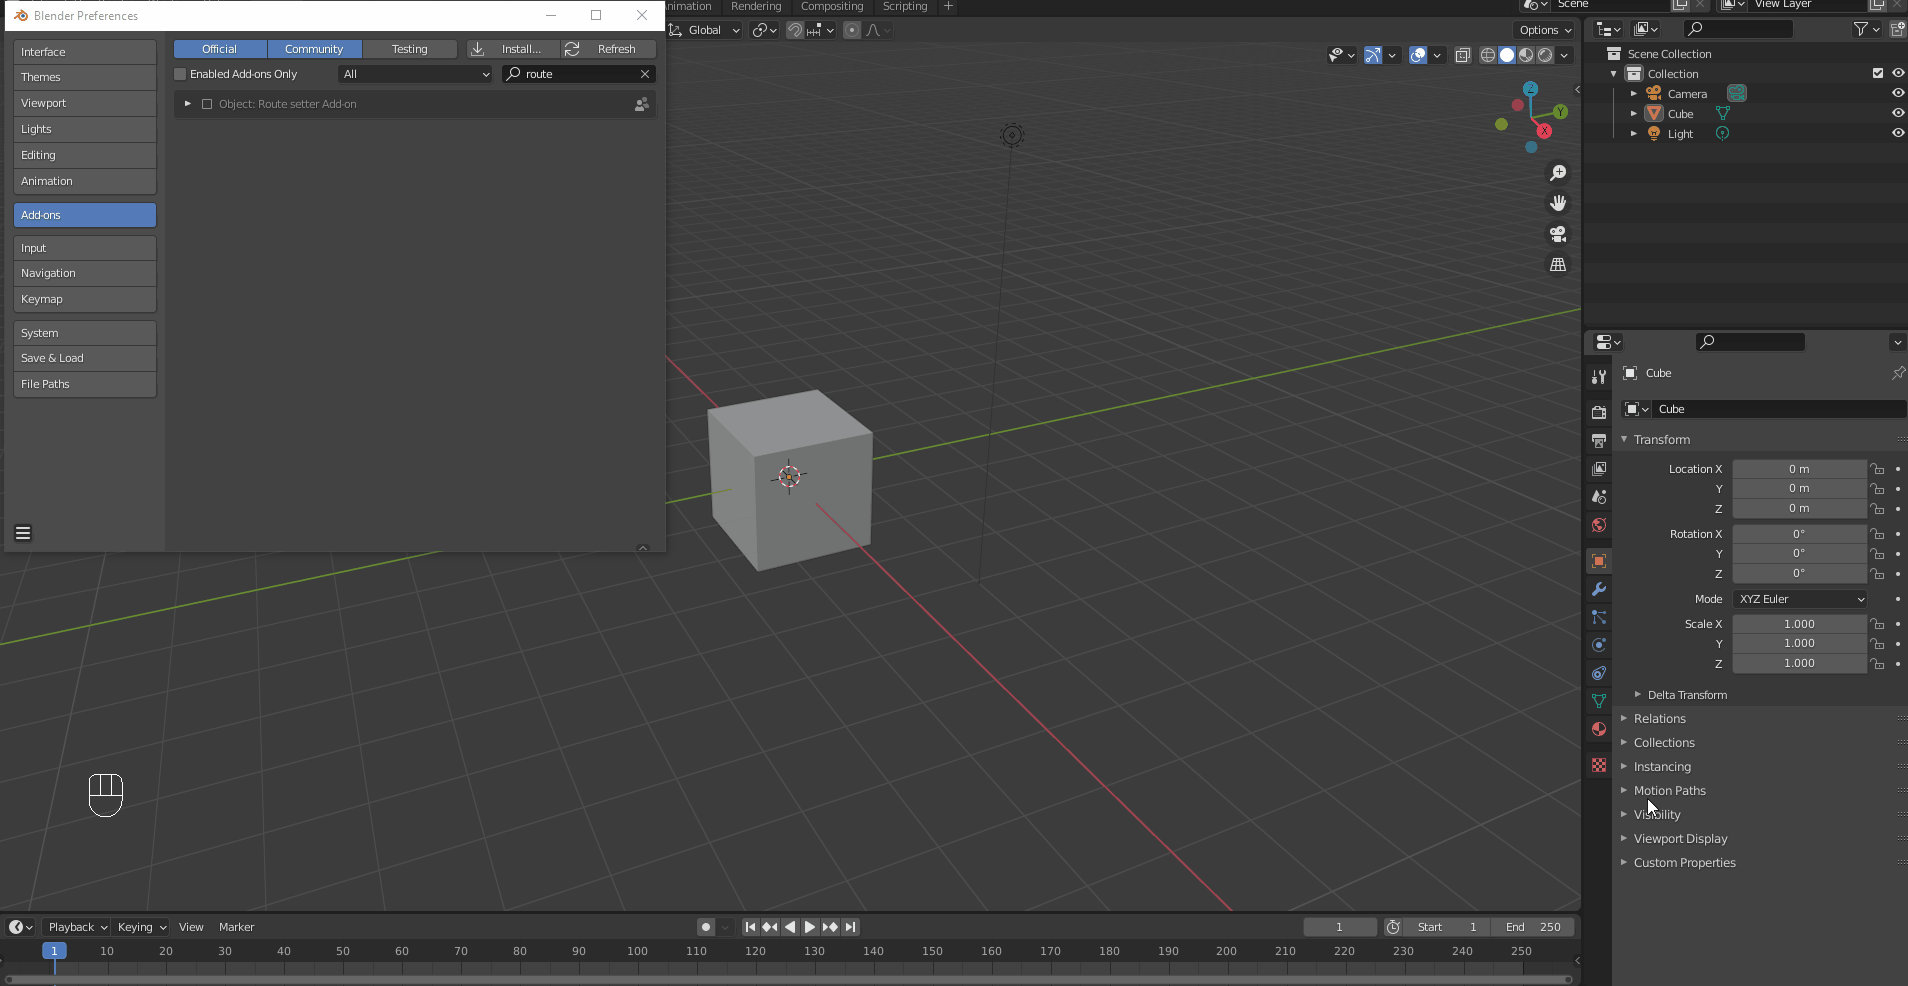 Blender Preferences
Animation Rendering Compositing Scripting
Scene View Layer
Interface
Themes
Viewport
Lights
Editing
Animation
Add-ons
Input
Navigation
Keymap
System
Save & Load
File Paths
Official Community Testing Install... Refresh
Enabled Add-ons Only All route
Object: Route setter Add-on
Global Options
Z
Y
X
Scene Collection
Collection
Camera
Cube
Light
Cube
Cube
Transform
Location X 0 m
Y 0 m
Z 0 m
Rotation X 0°
Y 0°
Z 0°
Mode XYZ Euler
Scale X 1.000
Y 1.000
Z 1.000
Delta Transform
Relations
Collections
Instancing
Motion Paths
Visibility
Viewport Display
Custom Properties
Playback Keying View Marker 1 Start 1 End 250
1 10 20 30 40 50 60 70 80 90 100 110 120 130 140 150 160 170 180 190 200 210 220 230 240 250